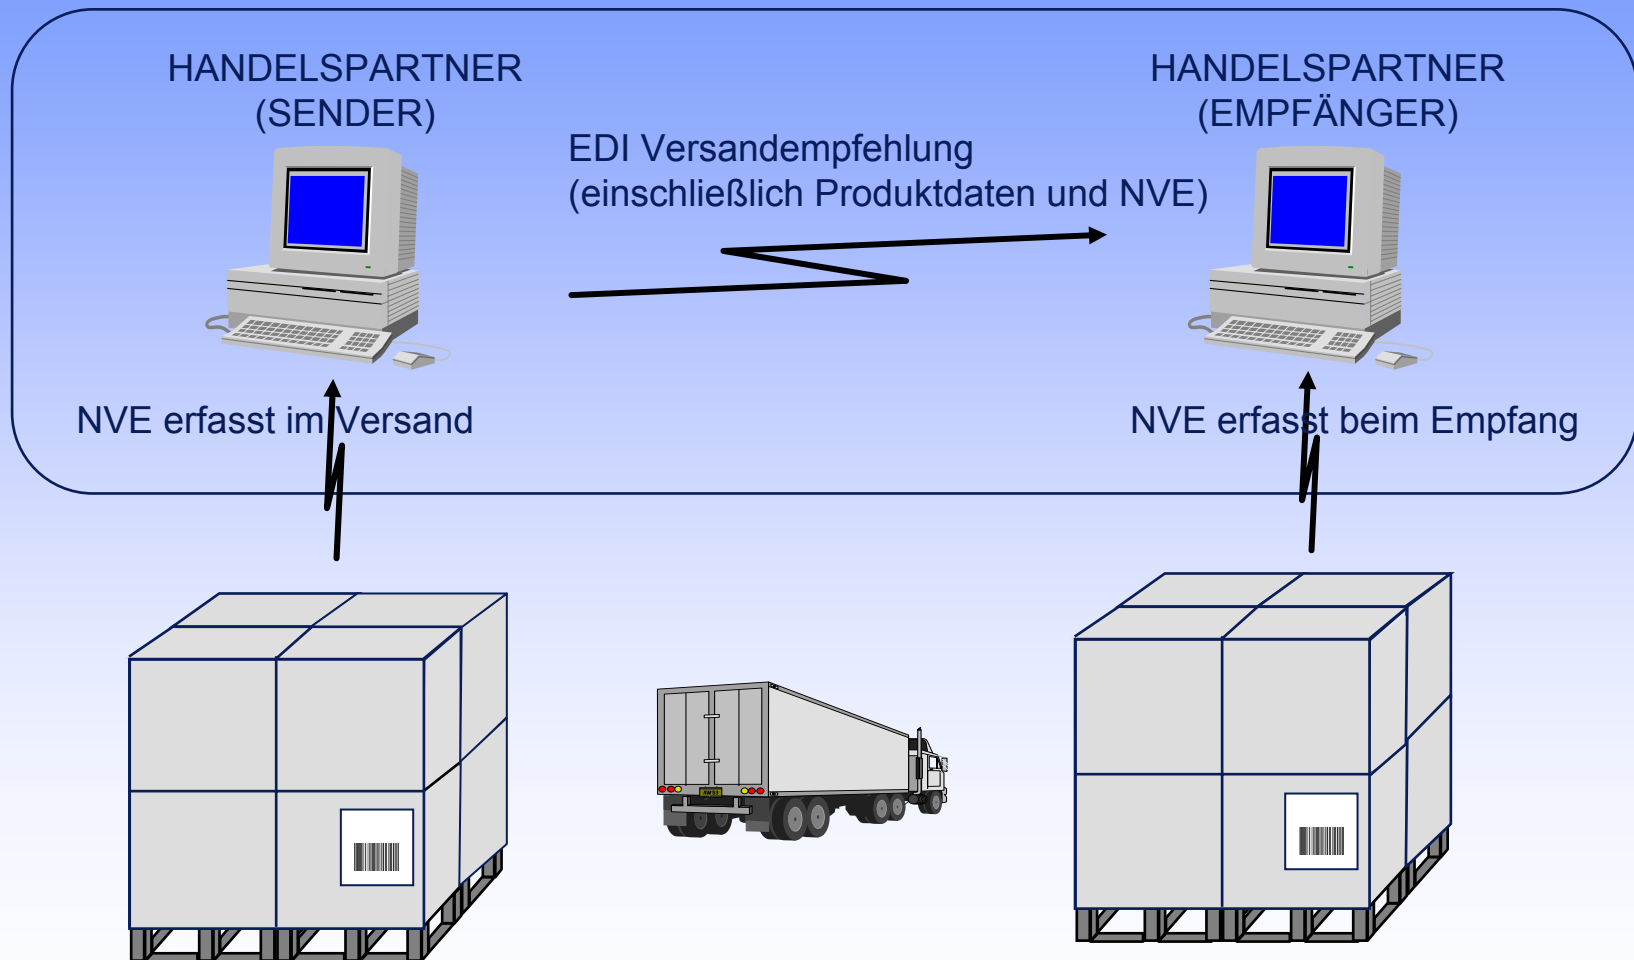 HANDELSPARTNER
(SENDER)
HANDELSPARTNER
(EMPFÄNGER)
EDI Versandempfehlung
(einschließlich Produktdaten und NVE)
NVE erfasst im Versand
NVE erfasst beim Empfang